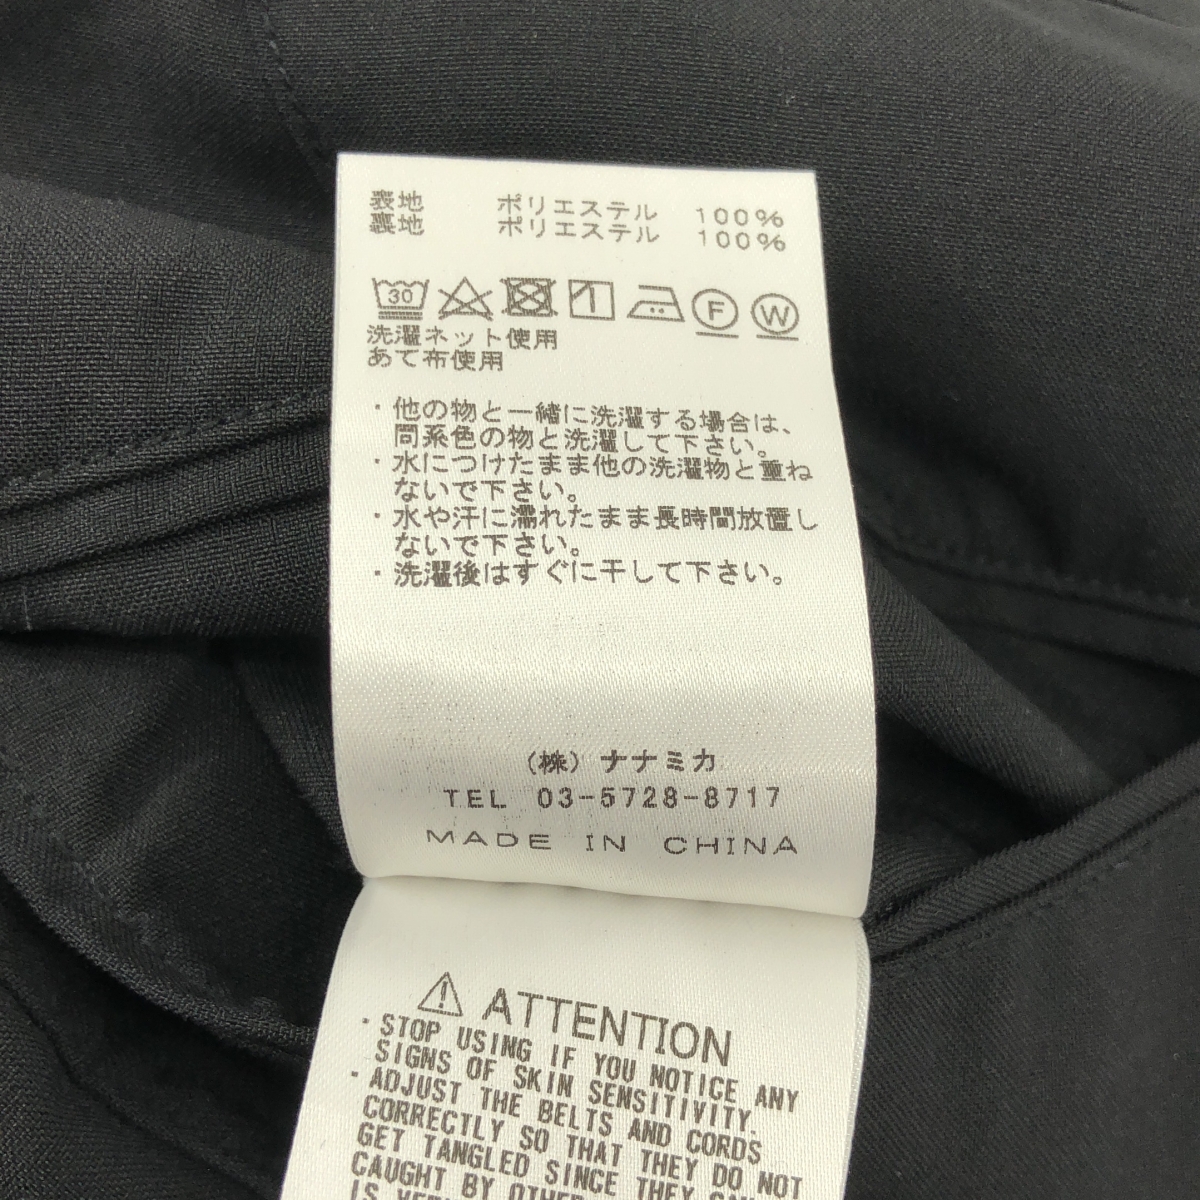 表地 ポリエステル 100%
裏地 ポリエステル 100%
30 F W
洗濯ネット使用
あて布使用
・他の物と一緒に洗濯する場合は、
同系色の物と洗濯して下さい。
・水につけたまま他の洗濯物と重ね
ないで下さい。
・水や汗に濡れたまま長時間放置し
ないで下さい。
・洗濯後はすぐに干して下さい。
(株)ナナミカ
TEL 03-5728-8717
MADE IN CHINA
ATTENTION
・STOP USING IF YOU NOTICE ANY
SIGNS OF SKIN SENSITIVITY.
・ADJUST THE BELTS AND CORDS
CORRECTLY SO THAT THEY DO NOT
GET TANGLED SINCE THEY
CAUGHT BY OTHER
IS